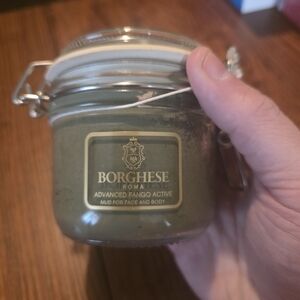 BORGHESE
ROMA
ADVANCED FANGO ACTIVE
MUD FOR FACE AND BODY